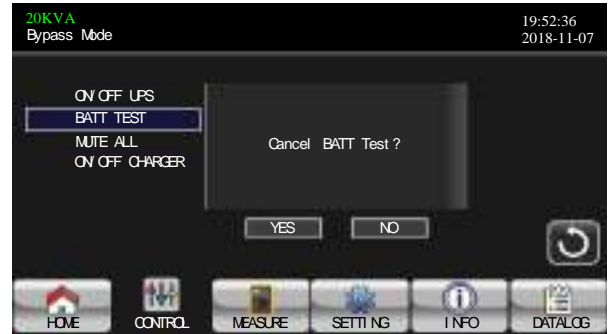 20KVA
Bypass Mode
19:52:36
2018-11-07
ON/OFF UPS
BATT TEST
MUTE ALL
ON/OFF CHARGER
Cancel BATT Test?
YES NO
HOME CONTROL MEASURE SETTING INFO DATALOG